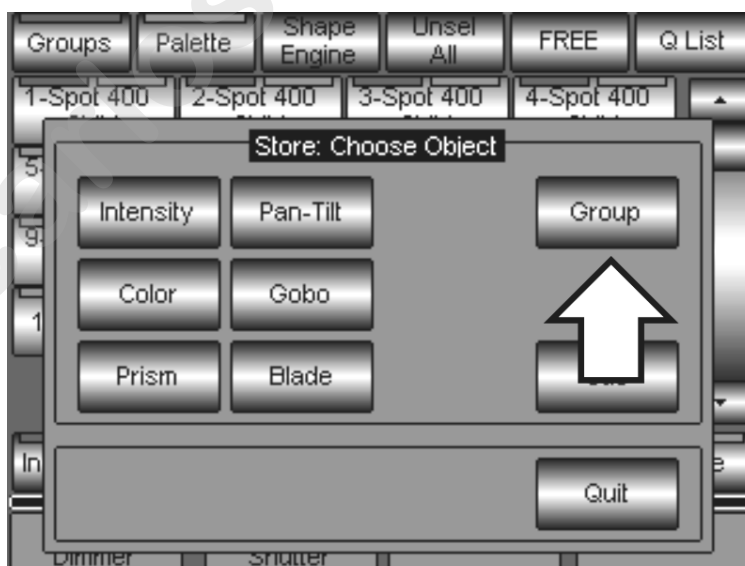 Groups Palette Shape Engine Unsel All FREE Q List
1-Spot 400 2-Spot 400 3-Spot 400 4-Spot 400
Store: Choose Object
Intensity Pan-Tilt Group
Color Gobo
Prism Blade
In
Quit
Dimmer Shutter